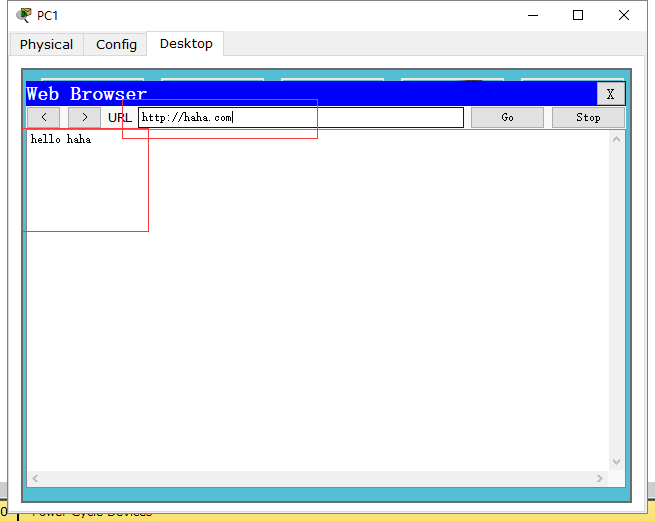 PC1
Physical Config Desktop
Web Browser X
< > URL http://haha.com Go Stop
hello haha
Power Cycle Devices